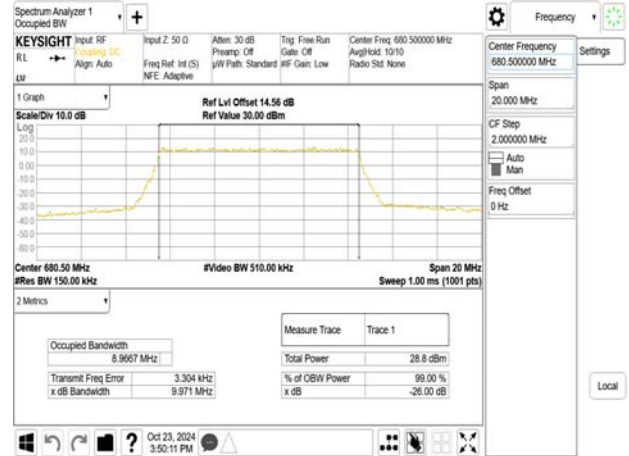 Spectrum Analyzer 1
Occupied BW
+
Frequency
KEYSIGHT
Input: RF
Coupling: DC
Align: Auto
Input Z: 50 Ω
Freq Ref: Int (S)
NFE: Adaptive
Atten: 30 dB
Preamp: Off
µW Path: Standard
Trig: Free Run
Gate: Off
#IF Gain: Low
Center Freq: 680.500000 MHz
Avg|Hold: 10/10
Radio Std: None
RL
Center Frequency
680.500000 MHz
Settings
Span
20.000 MHz
CF Step
2.000000 MHz
Auto
Man
Freq Offset
0 Hz
1 Graph
Scale/Div 10.0 dB
Ref Lvl Offset 14.56 dB
Ref Value 30.00 dBm
Log
20.0
10.0
0.00
-10.0
-20.0
-30.0
-40.0
-50.0
-60.0
Center 680.50 MHz
#Video BW 510.00 kHz
Span 20 MHz
#Res BW 150.00 kHz
Sweep 1.00 ms (1001 pts)
2 Metrics
Measure Trace Trace 1
Occupied Bandwidth
8.9667 MHz
Total Power 28.8 dBm
Transmit Freq Error 3.304 kHz
% of OBW Power 99.00 %
x dB Bandwidth 9.971 MHz
x dB -26.00 dB
Local
?
Oct 23, 2024
3:50:11 PM